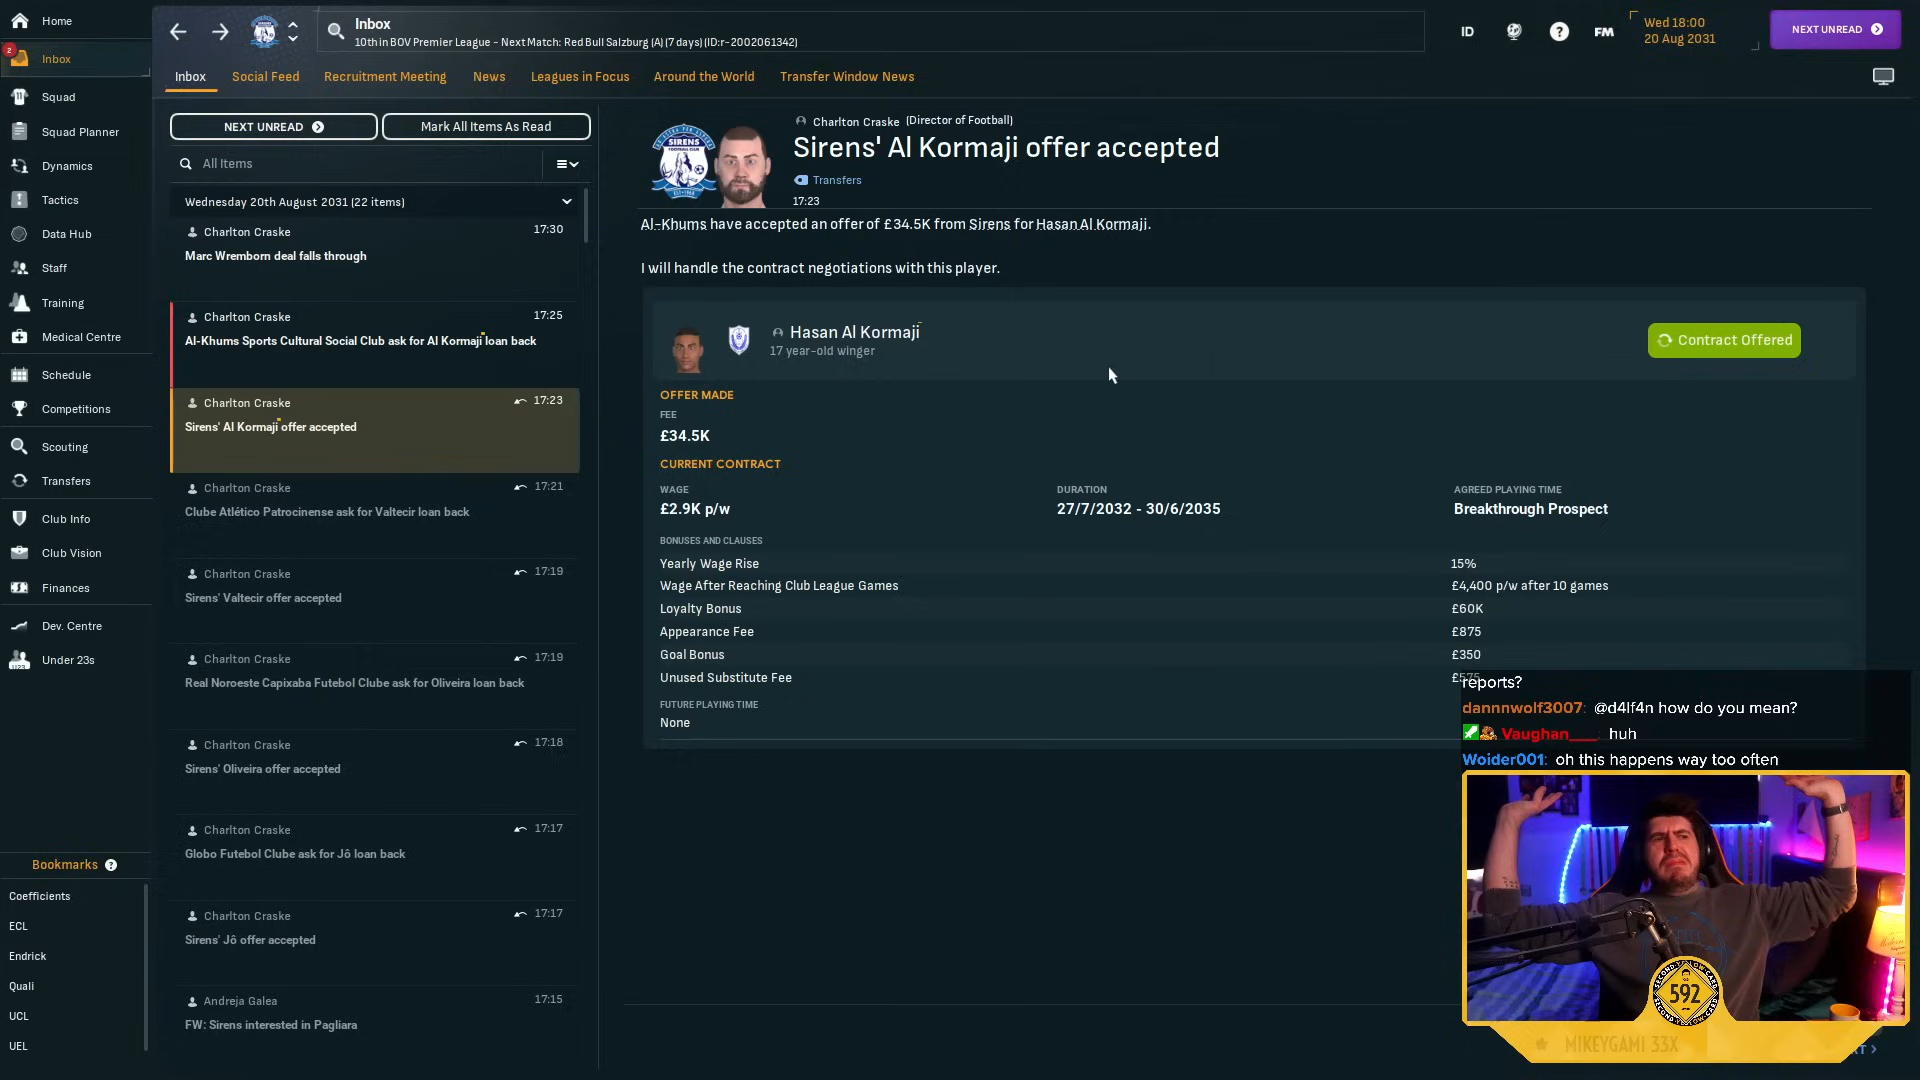 Home
Inbox
10th in BOV Premier League - Next Match: Red Bull Salzburg (A) (7 days) (ID:r-2002061342)
ID
FM
Wed 18:00
20 Aug 2031
NEXT UNREAD
2
Inbox
Squad
Squad Planner
Dynamics
Tactics
Data Hub
Staff
Training
Medical Centre
Schedule
Competitions
Scouting
Transfers
Club Info
Club Vision
Finances
Dev. Centre
Under 23s
Bookmarks ?
Coefficients
ECL
Endrick
Quali
UCL
UEL
Inbox
Social Feed
Recruitment Meeting
News
Leagues in Focus
Around the World
Transfer Window News
NEXT UNREAD
Mark All Items As Read
All Items
Wednesday 20th August 2031 (22 items)
Charlton Craske 17:30
Marc Wremborn deal falls through
Charlton Craske 17:25
Al-Khums Sports Cultural Social Club ask for Al Kormaji loan back
Charlton Craske 17:23
Sirens' Al Kormaji offer accepted
Charlton Craske 17:21
Clube Atlético Patrocinense ask for Valtecir loan back
Charlton Craske 17:19
Sirens' Valtecir offer accepted
Charlton Craske 17:19
Real Noroeste Capixaba Futebol Clube ask for Oliveira loan back
Charlton Craske 17:18
Sirens' Oliveira offer accepted
Charlton Craske 17:17
Globo Futebol Clube ask for Jô loan back
Charlton Craske 17:17
Sirens' Jô offer accepted
Andreja Galea 17:15
FW: Sirens interested in Pagliara
SIRENS
Charlton Craske (Director of Football)
Sirens' Al Kormaji offer accepted
Transfers
17:23
Al-Khums have accepted an offer of £34.5K from Sirens for Hasan Al Kormaji.
I will handle the contract negotiations with this player.
Hasan Al Kormaji
17 year-old winger
Contract Offered
OFFER MADE
FEE
£34.5K
CURRENT CONTRACT
WAGE DURATION AGREED PLAYING TIME
£2.9K p/w 27/7/2032 - 30/6/2035 Breakthrough Prospect
BONUSES AND CLAUSES
Yearly Wage Rise 15%
Wage After Reaching Club League Games £4,400 p/w after 10 games
Loyalty Bonus £60K
Appearance Fee £875
Goal Bonus £350
Unused Substitute Fee
FUTURE PLAYING TIME
None
reports?
dannnwolf3007: @d4lf4n how do you mean?
Vaughan___: huh
Woider001: oh this happens way too often
SECOND YELLOW CARD
592
MIKEYGAMI 33X